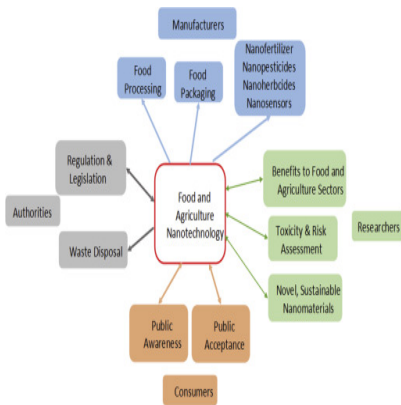 Manufacturers
Food
Processing
Food
Packaging
Nanofertilizer
Nanopesticides
Nanoherbcides
Nanosensors
Regulation &
Legislation
Authorities
Waste Disposal
Food and
Agriculture
Nanotechnology
Benefits to Food and
Agriculture Sectors
Toxicity & Risk
Assessment
Researchers
Novel, Sustainable
Nanomaterials
Public
Awareness
Public
Acceptance
Consumers